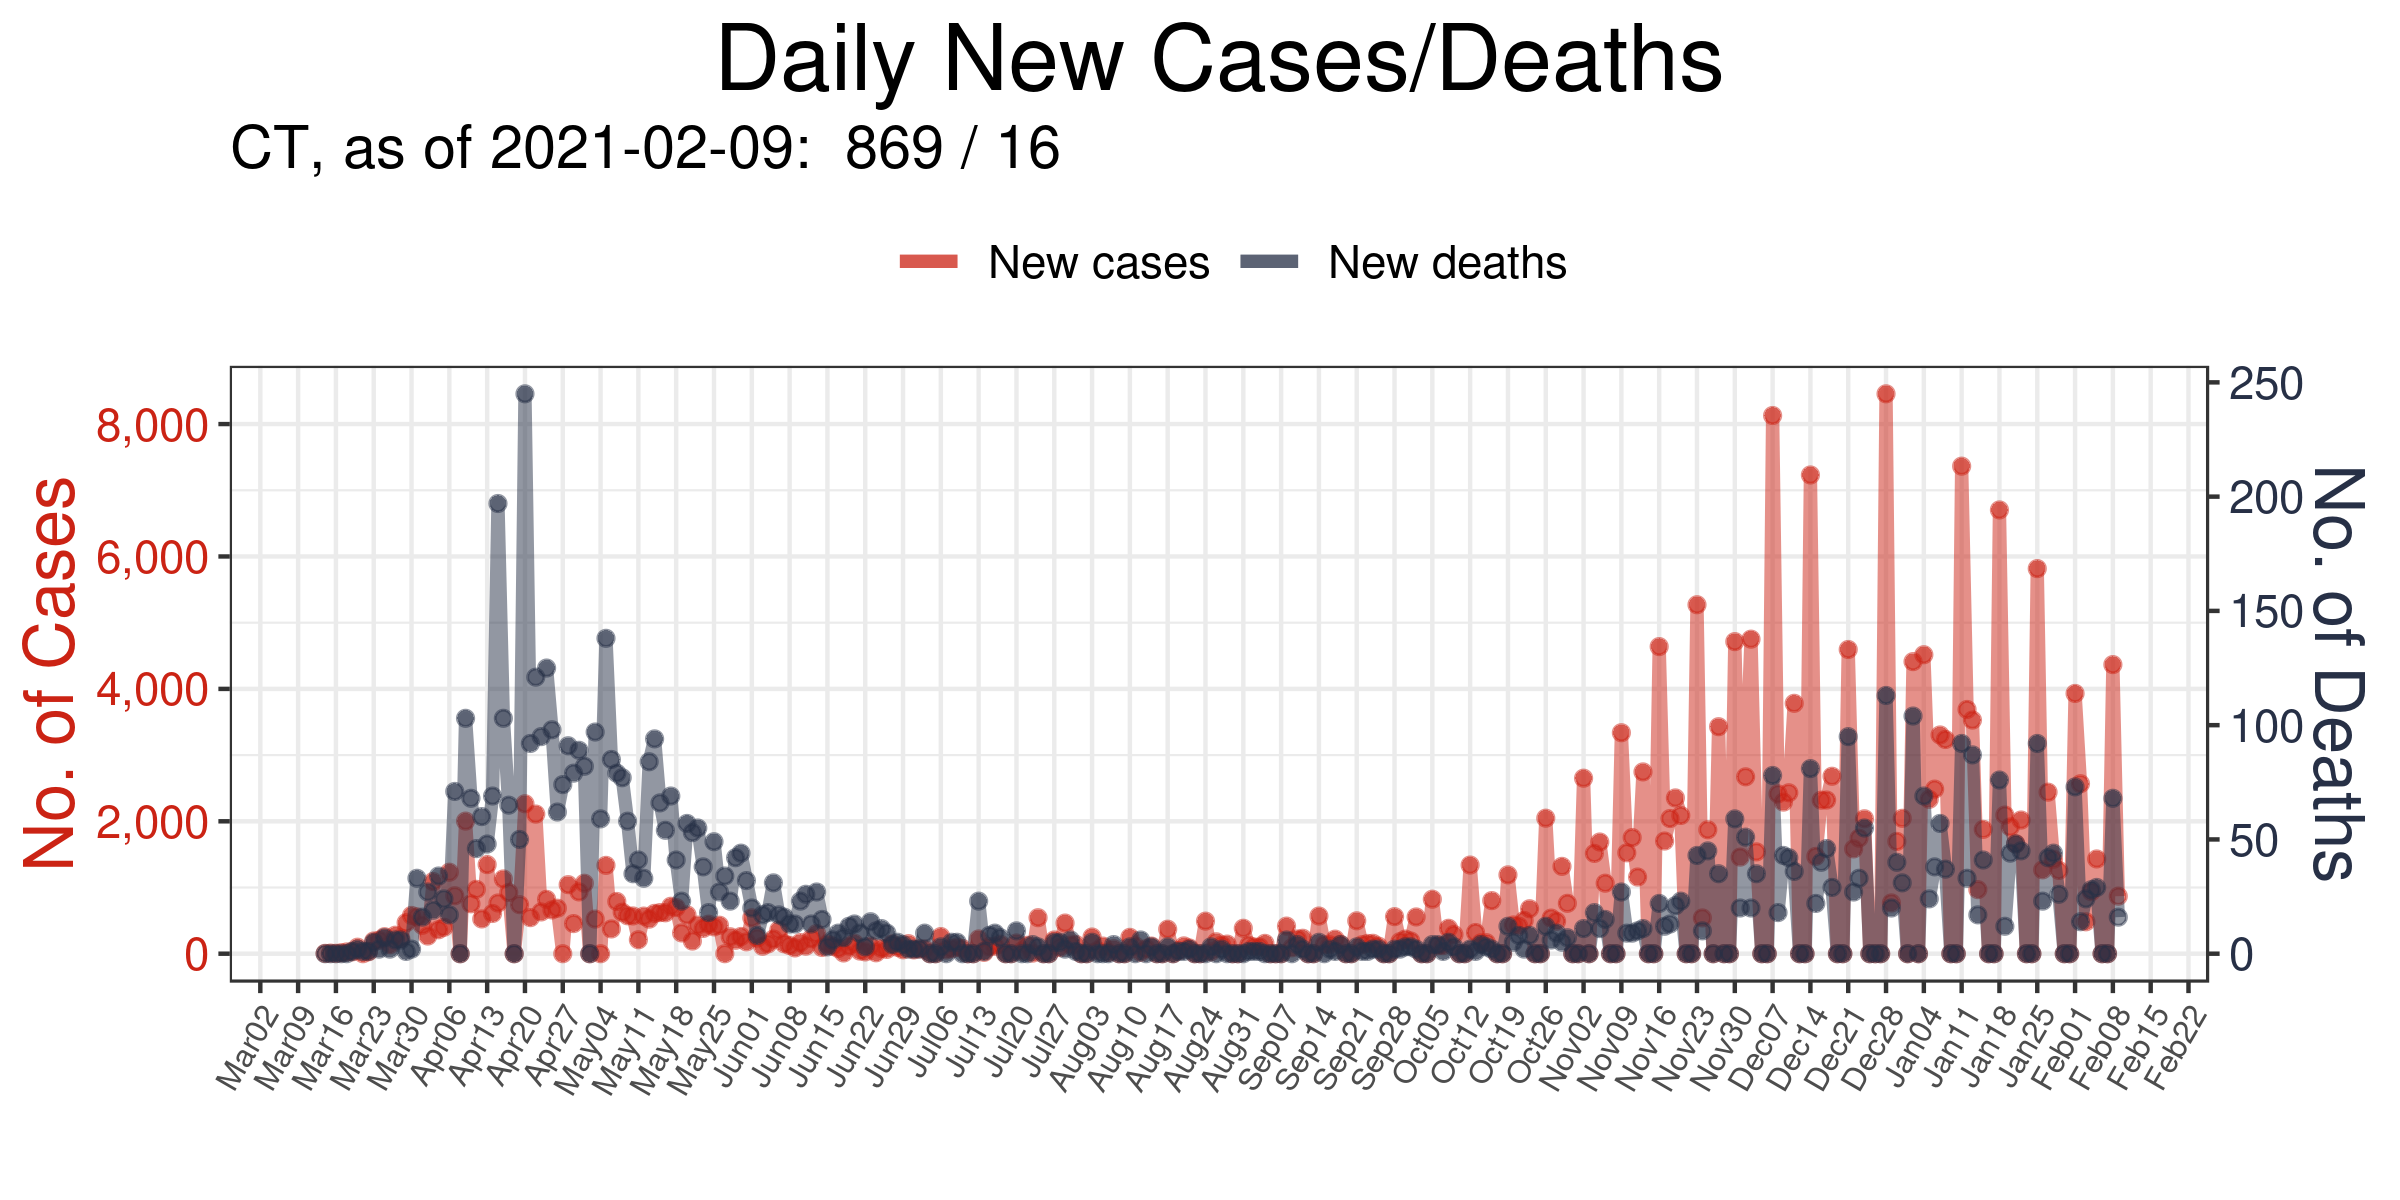 Daily New Cases/Deaths
CT, as of 2021-02-09:  869 / 16
New cases
New deaths
No. of Cases
8,000
6,000
4,000
2,000
0
250
200
150
100
50
0
No. of Deaths
Mar02
Mar09
Mar16
Mar23
Mar30
Apr06
Apr13
Apr20
Apr27
May04
May11
May18
May25
Jun01
Jun08
Jun15
Jun22
Jun29
Jul06
Jul13
Jul20
Jul27
Aug03
Aug10
Aug17
Aug24
Aug31
Sep07
Sep14
Sep21
Sep28
Oct05
Oct12
Oct19
Oct26
Nov02
Nov09
Nov16
Nov23
Nov30
Dec07
Dec14
Dec21
Dec28
Dec04
Jan11
Jan18
Jan25
Feb01
Feb08
Feb15
Feb22